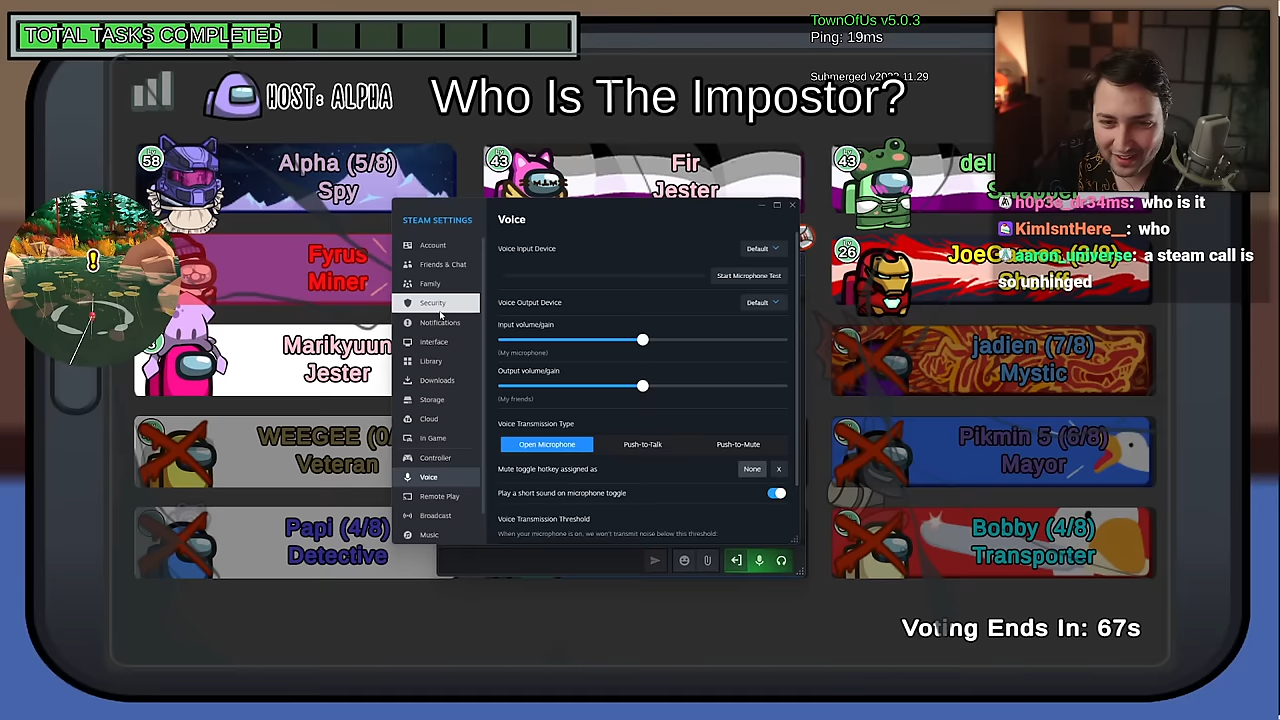 TOTAL TASKS COMPLETED
TownOfUs v5.0.3
Ping: 19ms
Submerged v2022.11.29
HOST: ALPHA
Who Is The Impostor?
58
Alpha (5/8)
Spy
43
Fir
Jester
43
Fyrus
Miner
26
Marikyuun
Jester
jadien (7/8)
Mystic
Veteran
Pikmin 5 (6/8)
Mayor
Papi (4/8)
Detective
Bobby (4/8)
Transporter
Voting Ends In: 67s
h0p3s_dr34ms: who is it
KimIsntHere__: who
aaron_universe: a steam call is
so unhinged
STEAM SETTINGS
Account
Friends & Chat
Family
Security
Notifications
Interface
Library
Downloads
Storage
Cloud
In Game
Controller
Voice
Remote Play
Broadcast
Music
Voice
Voice Input Device
Default
Start Microphone Test
Voice Output Device
Default
Input volume/gain
(My microphone)
Output volume/gain
(My friends)
Voice Transmission Type
Open Microphone
Push-to-Talk
Push-to-Mute
Mute toggle hotkey assigned as
None
X
Play a short sound on microphone toggle
Voice Transmission Threshold
When your microphone is on, we won't transmit noise below this threshold: